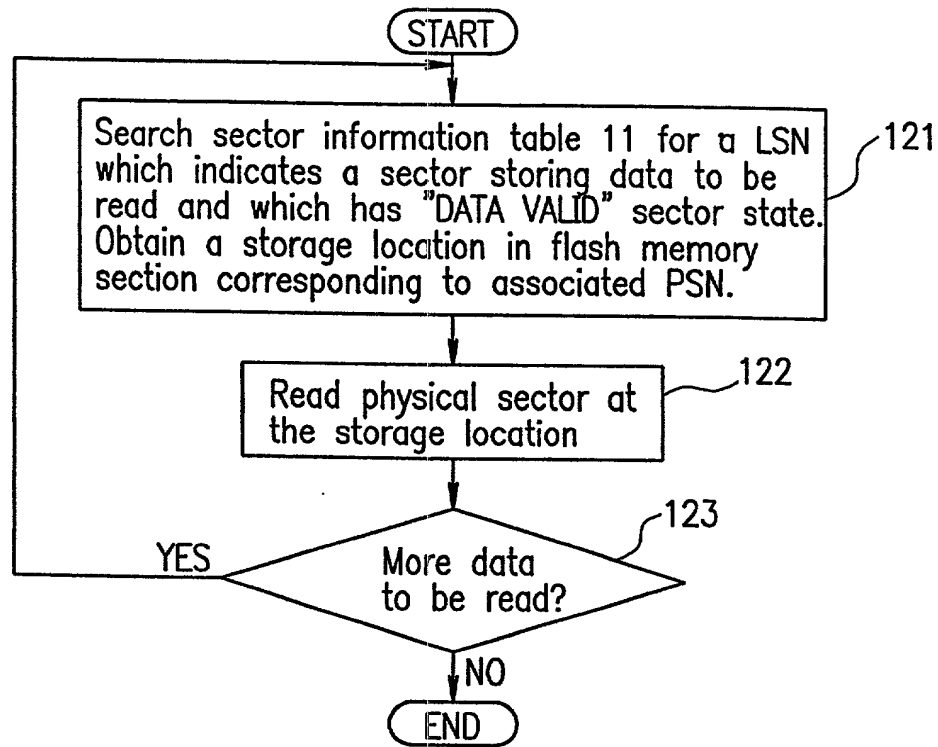 START
Search sector information table 11 for a LSN
which indicates a sector storing data to be
read and which has "DATA VALID" sector state.
Obtain a storage location in flash memory
section corresponding to associated PSN.
121
Read physical sector at
the storage location
122
More data
to be read?
123
YES
NO
END